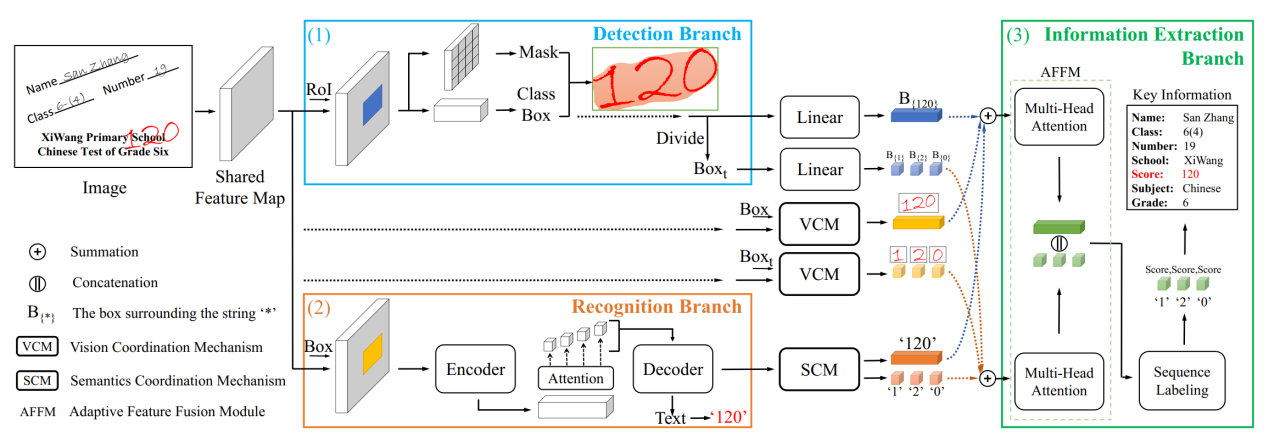 (1) Detection Branch
(3) Information Extraction
Branch
Name San Zhang
Number 19
Class 6-(4)
XiWang Primary School
120
Chinese Test of Grade Six
Image
Shared
Feature Map
RoI
Mask
Class
Box
120
Divide
Box_t
Linear
B_{120}
Linear
B_{1} B_{2} B_{0}
Box
VCM
120
Box_t
VCM
1 2 0
AFFM
Multi-Head
Attention
Key Information
Name: San Zhang
Class: 6(4)
Number: 19
School: XiWang
Score: 120
Subject: Chinese
Grade: 6
Score,Score,Score
‘1’ ‘2’ ‘0’
Multi-Head
Attention
Sequence
Labeling
Summation
Concatenation
B_{*} The box surrounding the string ‘*’
VCM Vision Coordination Mechanism
SCM Semantics Coordination Mechanism
AFFM Adaptive Feature Fusion Module
(2) Recognition Branch
Box
Encoder
Attention
Decoder
Text ‘120’
SCM
‘120’
‘1’ ‘2’ ‘0’